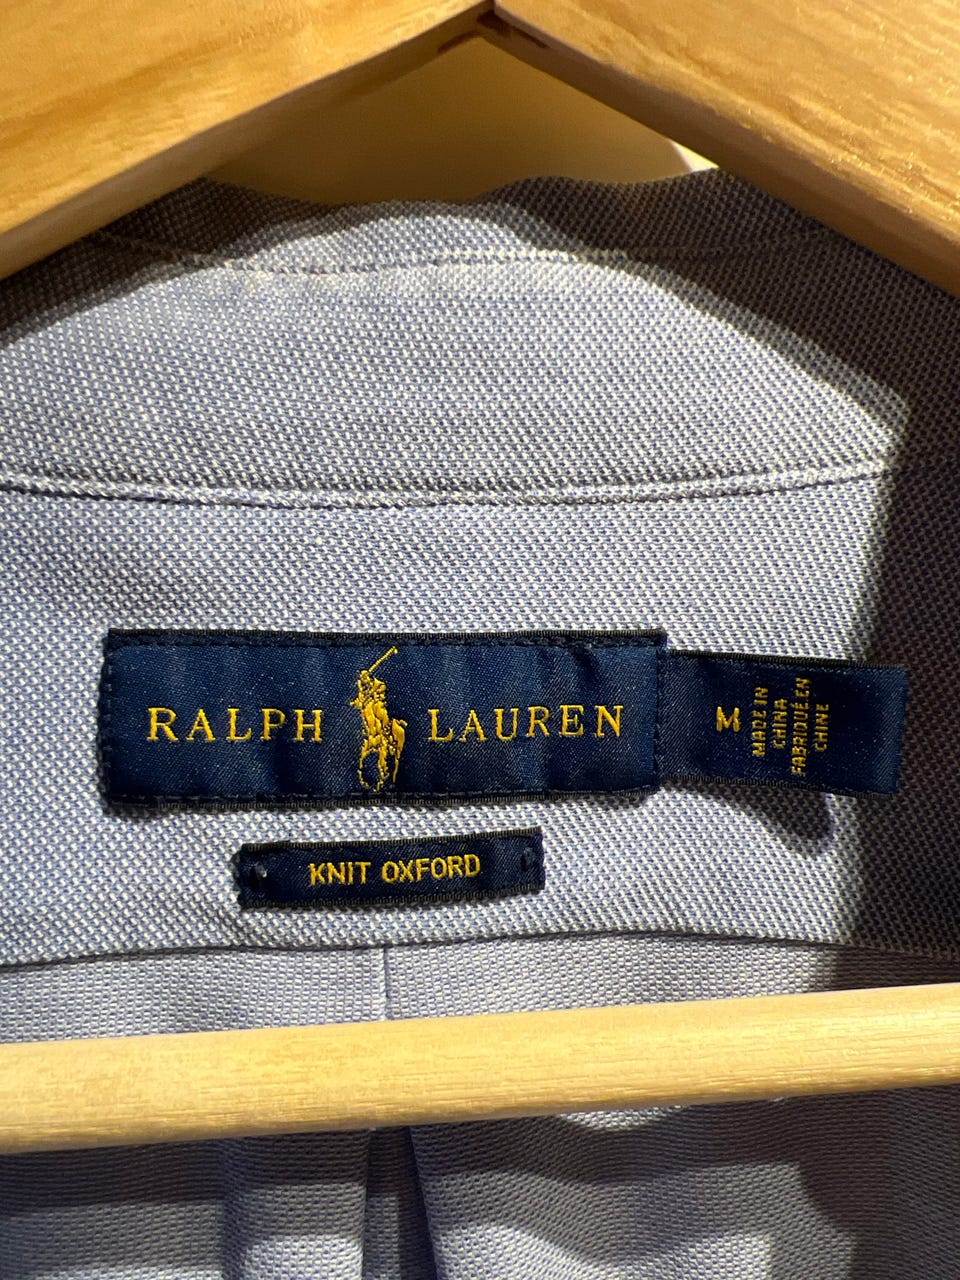 RALPH LAUREN
M
MADE IN
CHINA
FABRIQUÉ EN
CHINE
KNIT OXFORD